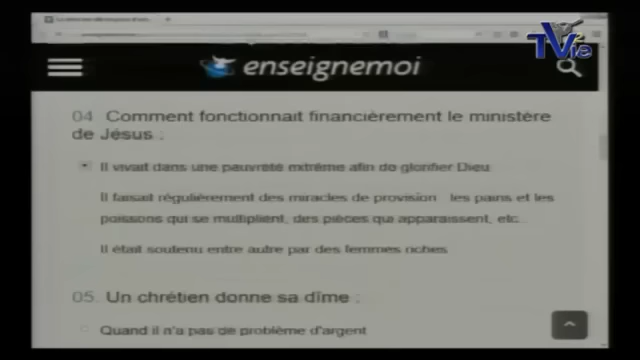 TV2Vie
enseignemoi
04. Comment fonctionnait financièrement le ministère
de Jésus :
Il vivait dans une pauvreté extrême afin de glorifier Dieu
Il faisait régulièrement des miracles de provision les pains et les
poissons qui se multiplient, des pièces qui apparaissent, etc.
Il était soutenu entre autre par des femmes riches
05. Un chrétien donne sa dîme :
Quand il n'a pas de problème d'argent